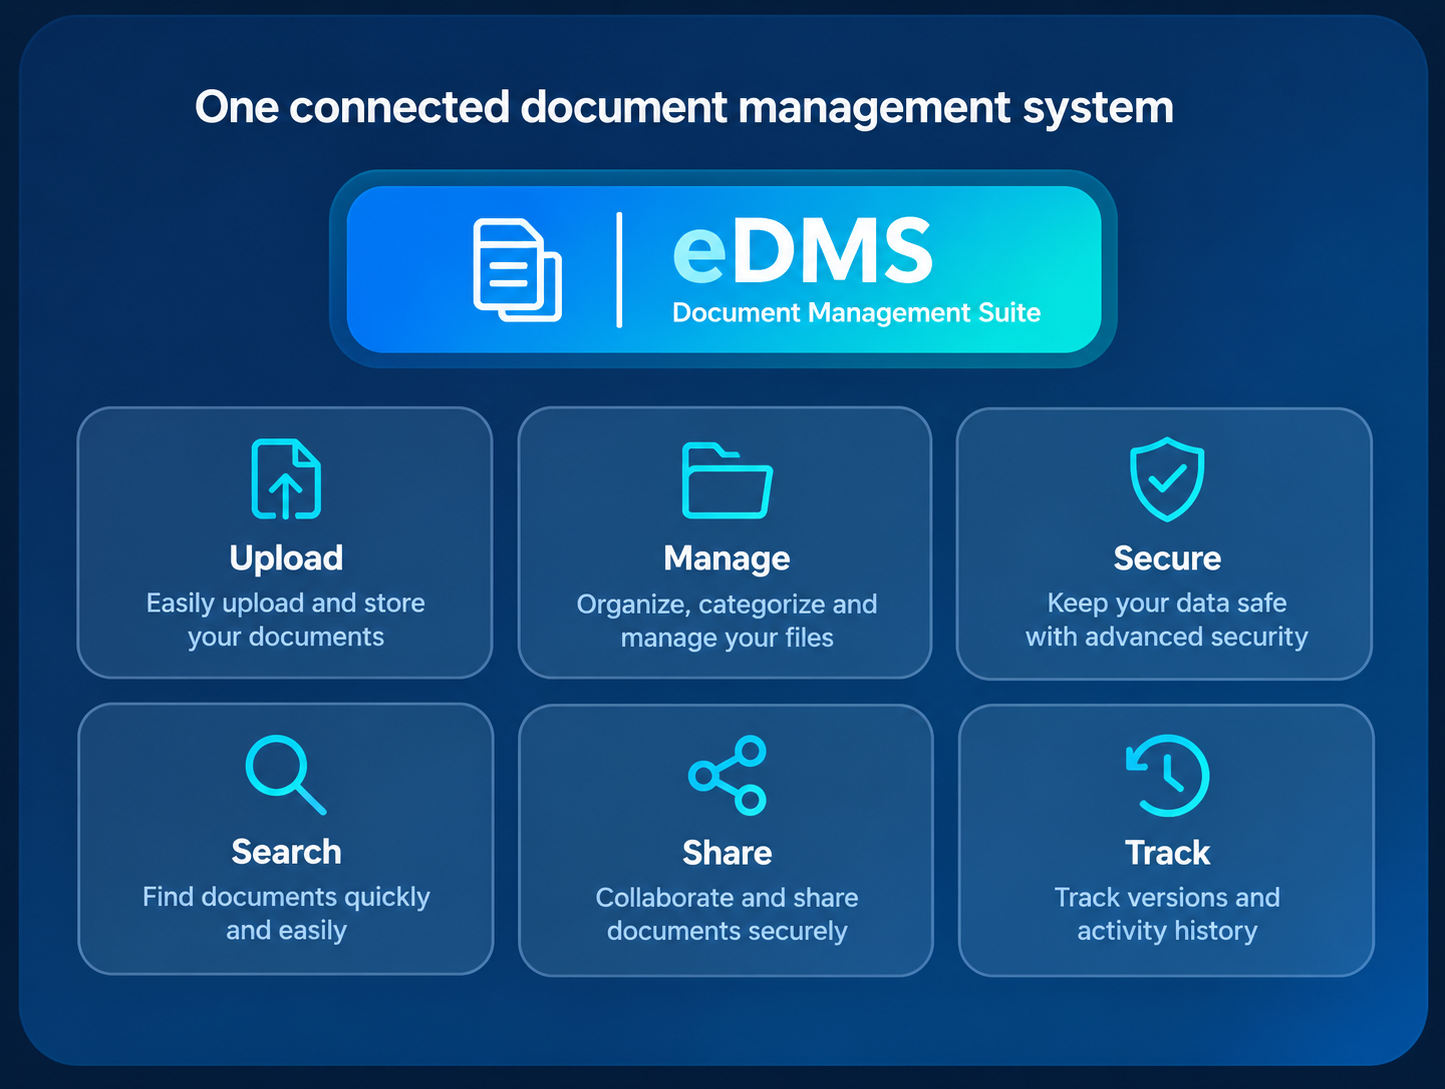 One connected document management system
eDMS
Document Management Suite
Upload
Easily upload and store
your documents
Manage
Organize, categorize and
manage your files
Secure
Keep your data safe
with advanced security
Search
Find documents quickly
and easily
Share
Collaborate and share
documents securely
Track
Track versions and
activity history